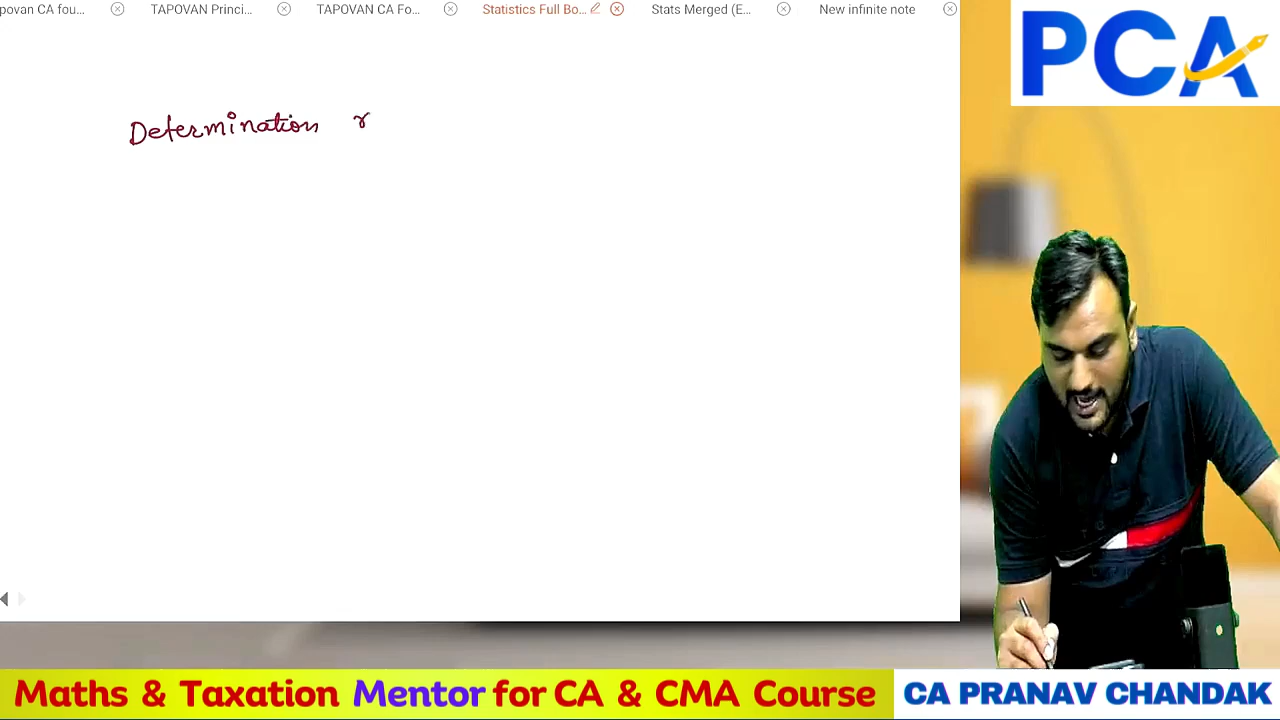 povan CA fou... TAPOVAN Princi... TAPOVAN CA Fo... Statistics Full Bo... Stats Merged (E... New infinite note
PCA
Determination r
Maths & Taxation Mentor for CA & CMA Course CA PRANAV CHANDAK